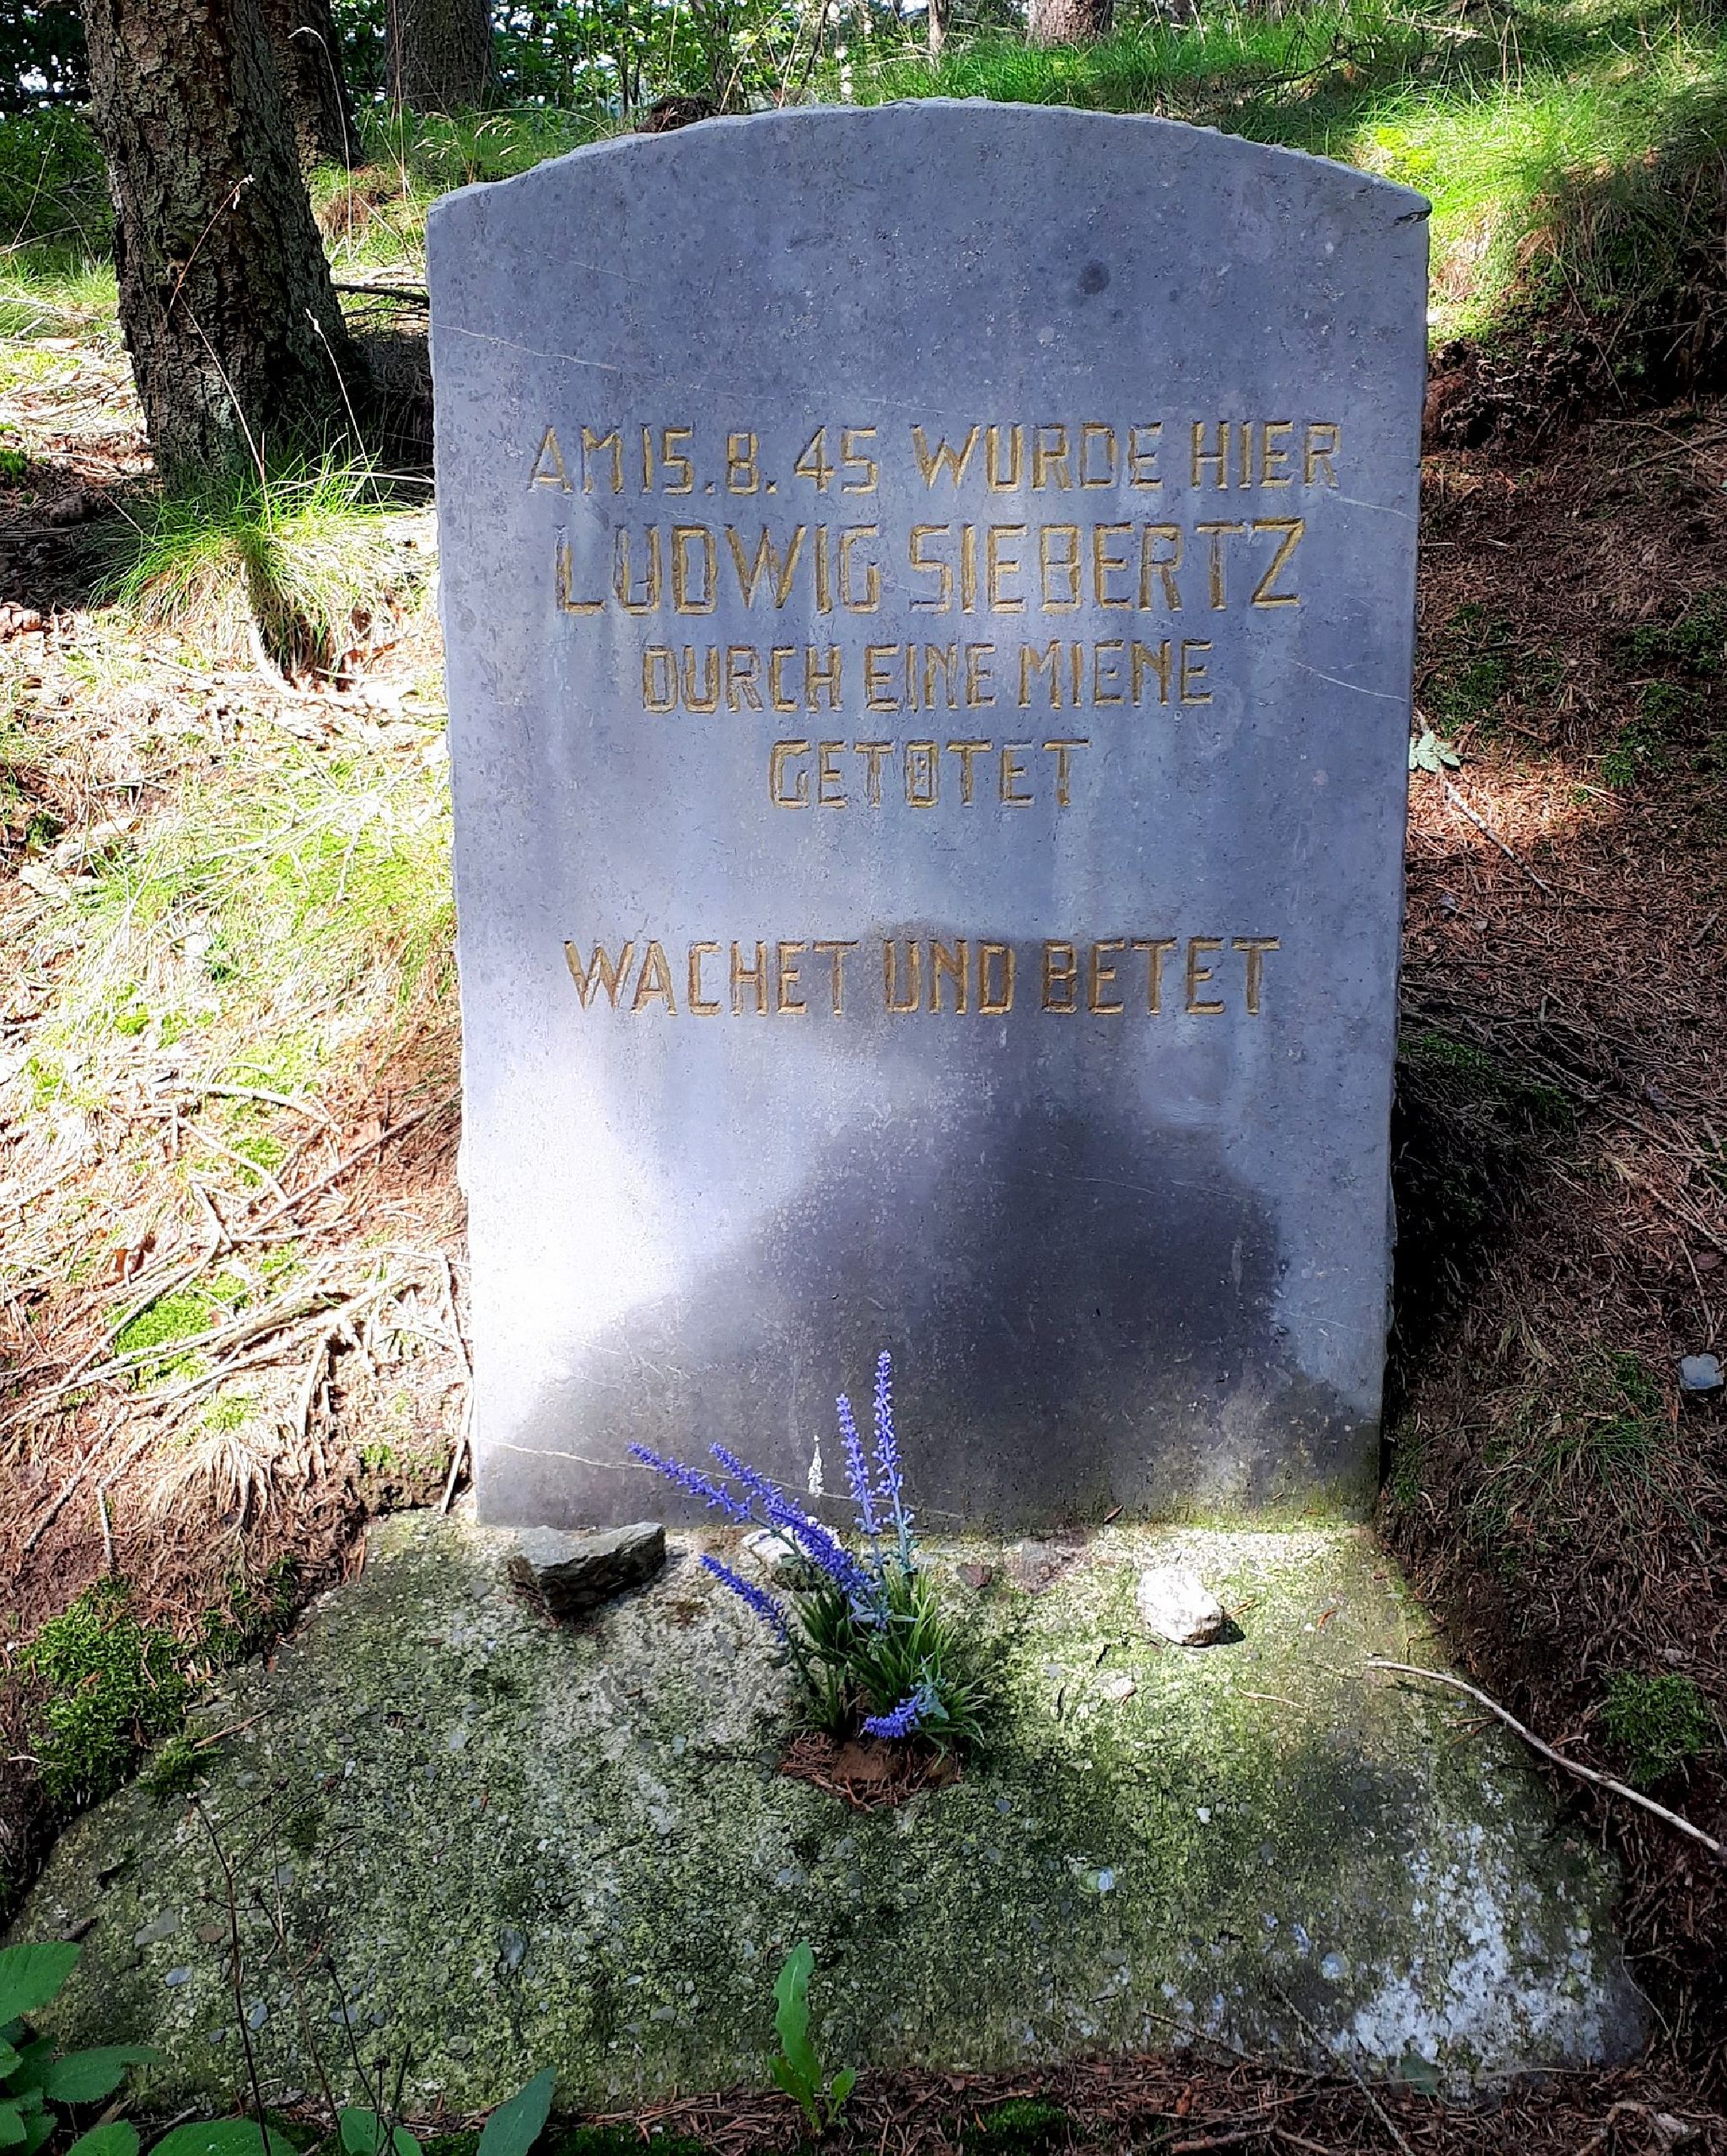 AM 15.8.45 WURDE HIER
LUDWIG SIEBERTZ
DURCH EINE MIENE
GETÖTET
WACHET UND BETET